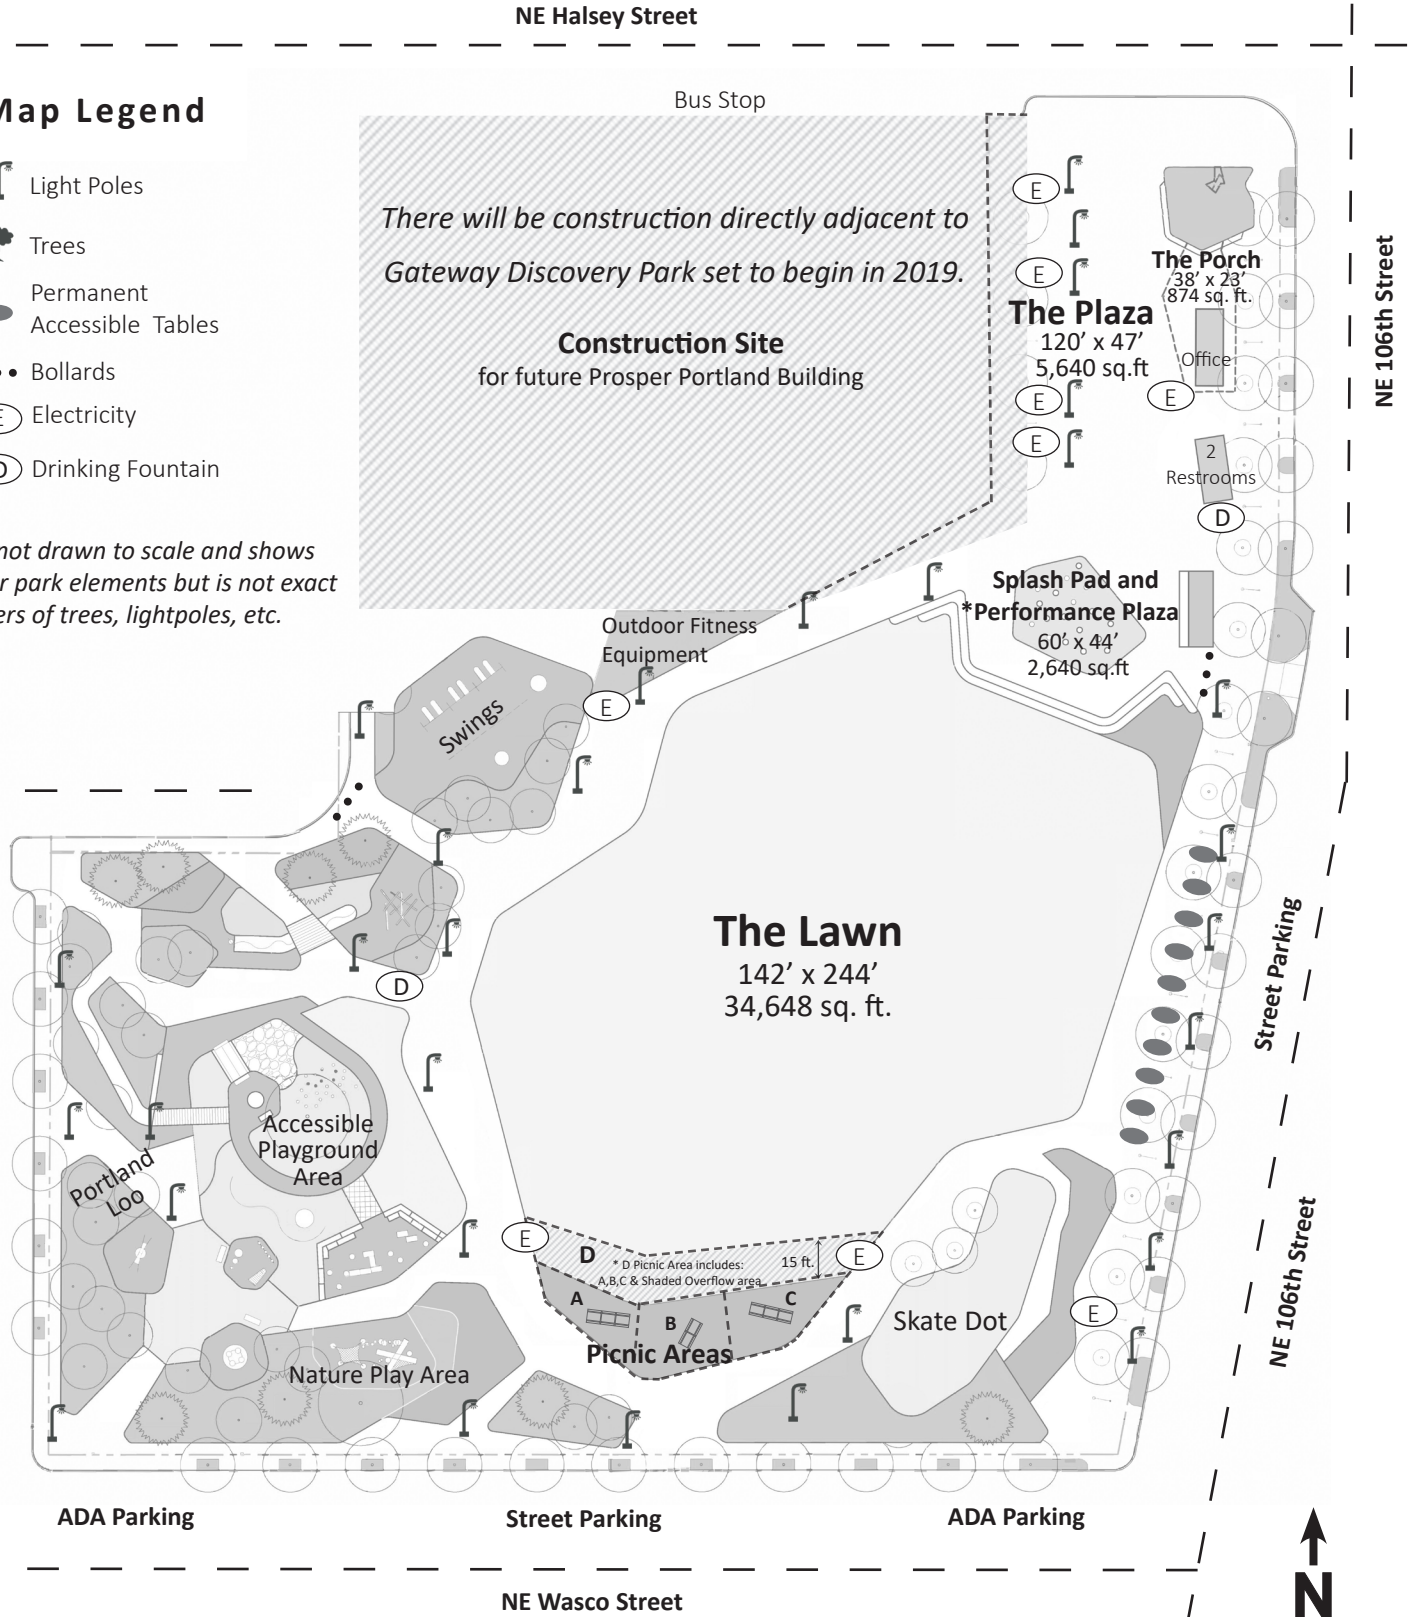 NE Halsey Street
Map Legend
Light Poles
Trees
Permanent
Accessible Tables
Bollards
E Electricity
D Drinking Fountain
not drawn to scale and shows
park elements but is not exact
of trees, lightpoles, etc.
Bus Stop
There will be construction directly adjacent to
Gateway Discovery Park set to begin in 2019.
Construction Site
for future Prosper Portland Building
E
E
The Plaza
120' x 47'
5,640 sq.ft
E
E
The Porch
38' x 23'
874 sq. ft.
Office
E
2
Restrooms
D
NE 106th Street
Splash Pad and
*Performance Plaza
60' x 44'
2,640 sq.ft
Outdoor Fitness
Equipment
E
Swings
The Lawn
142' x 244'
34,648 sq. ft.
Street Parking
D
Accessible
Playground
Area
Portland
Loo
E
D
* D Picnic Area includes:
A,B,C & Shaded Overflow area
15 ft.
E
A
B
C
Picnic Areas
Skate Dot
E
NE 106th Street
Nature Play Area
ADA Parking
Street Parking
ADA Parking
NE Wasco Street
N